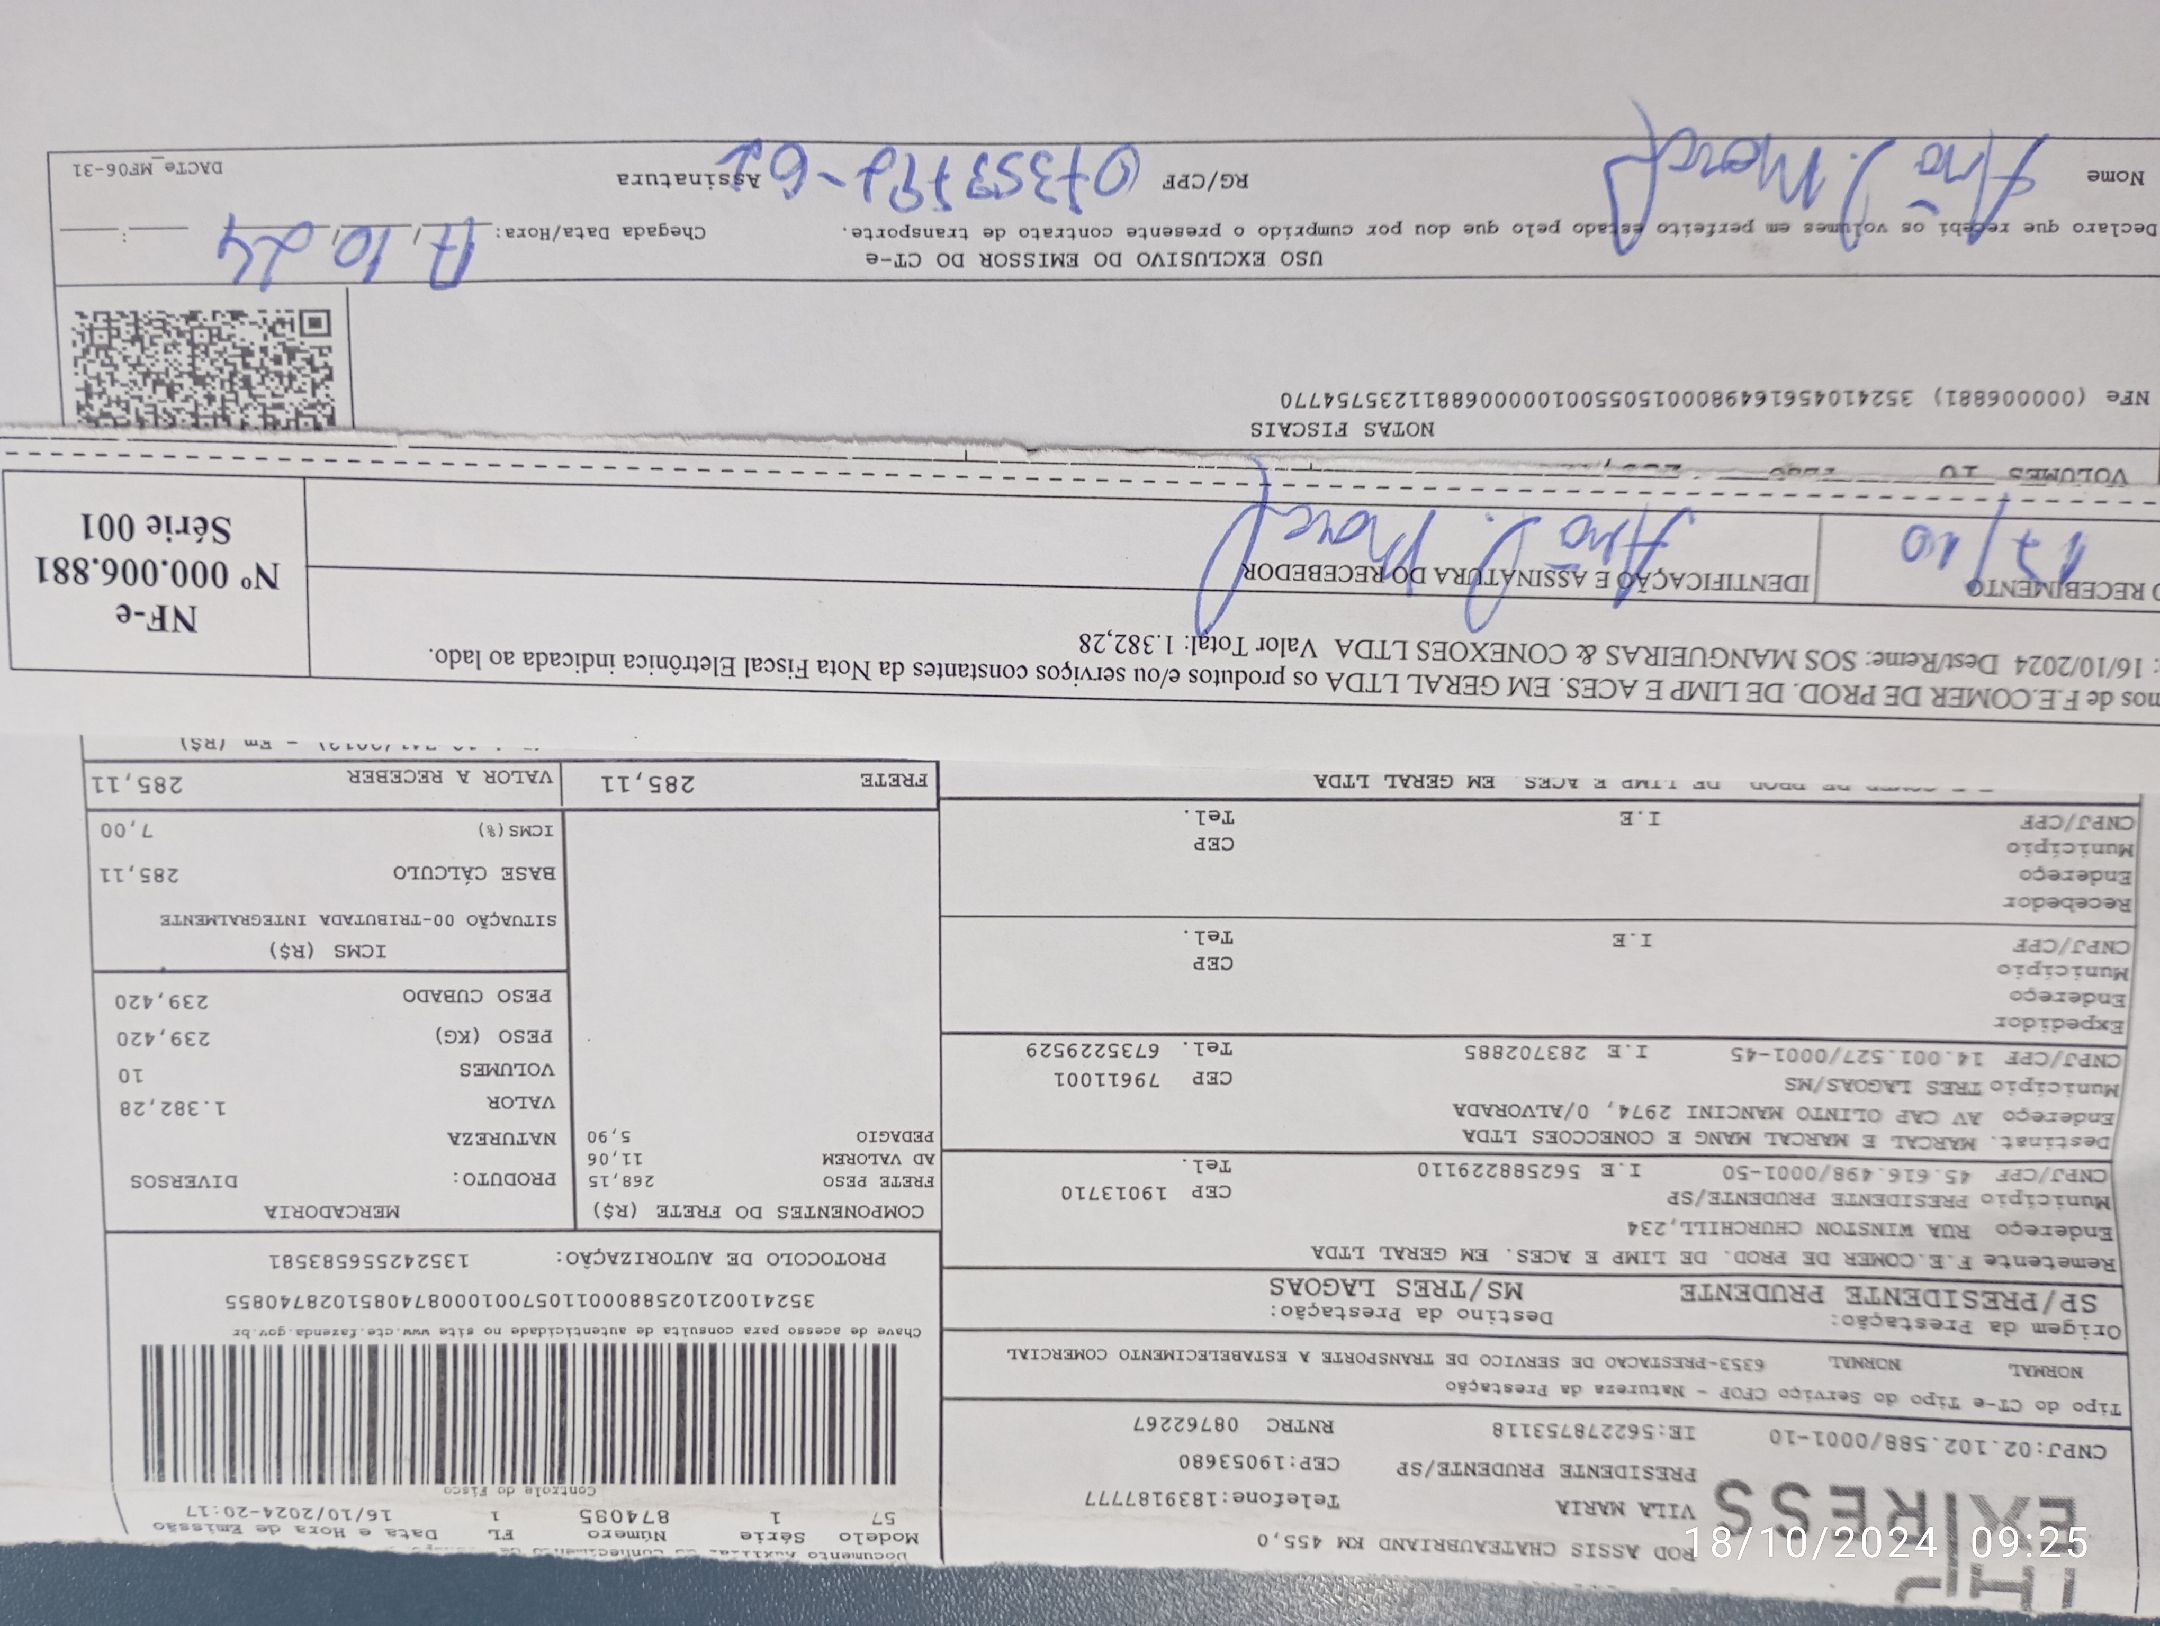 EXPRESS
ROD ASSIS CHATEAUBRIAND KM 455,0
VILA MARIA Telefone:1839187777
PRESIDENTE PRUDENTE/SP CEP:19053680
CNPJ:02.102.588/0001-10 IE:562278753118 RNTRC 08762267
Tipo do CT-e Tipo do Serviço CFOP - Natureza da Prestação
NORMAL NORMAL 6353-PRESTACAO DE SERVICO DE TRANSPORTE A ESTABELECIMENTO COMERCIAL
Origem da Prestação: Destino da Prestação:
SP/PRESIDENTE PRUDENTE MS/TRES LAGOAS
Remetente F.E.COMER DE PROD. DE LIMP E ACES. EM GERAL LTDA
Endereço RUA WINSTON CHURCHILL,234
Município PRESIDENTE PRUDENTE/SP CEP 19013710
CNPJ/CPF 45.616.498/0001-50 I.E 562588229110 Tel.
Destinat. MARCAL E MARCAL MANG E CONECCOES LTDA
Endereço AV CAP OLINTO MANCINI 2974, 0/ALVORADA
Município TRES LAGOAS/MS CEP 79611001
CNPJ/CPF 14.001.527/0001-45 I.E 283702885 Tel. 6735229529
Expedidor
Endereço
Município CEP
CNPJ/CPF I.E Tel.
Recebedor
Endereço
Município CEP
CNPJ/CPF I.E Tel.
DE LIMP E ACES. EM GERAL LTDA
Documento Auxiliar
Modelo Série Número FL Data e Hora de Emissão
57 1 874085 1 16/10/2024-20:17
Controle do Fisco
Chave de acesso para consulta de autenticidade no site www.cte.fazenda.gov.br
35241002102588000110570010008740851028740855
PROTOCOLO DE AUTORIZAÇÃO: 135242556583581
COMPONENTES DO FRETE (R$) MERCADORIA
FRETE PESO 268,15 PRODUTO: DIVERSOS
AD VALOREM 11,06 NATUREZA
PEDAGIO 5,90
VALOR 1.382,28
VOLUMES 10
PESO (KG) 239,420
PESO CUBADO 239,420
ICMS (R$)
SITUAÇÃO 00-TRIBUTADA INTEGRALMENTE
BASE CÁLCULO 285,11
ICMS(%) 7,00
FRETE 285,11 VALOR A RECEBER 285,11
Em (R$)
mos de F.E.COMER DE PROD. DE LIMP E ACES. EM GERAL LTDA os produtos e/ou serviços constantes da Nota Fiscal Eletrônica indicada ao lado.
: 16/10/2024 Dest/Reme: SOS MANGUEIRAS & CONEXOES LTDA Valor Total: 1.382,28
NF-e
Nº 000.006.881
Série 001
O RECEBIMENTO IDENTIFICAÇÃO E ASSINATURA DO RECEBEDOR
17/10
VOLUMES 10
NOTAS FISCAIS
NFe (000006881) 35241045616498000150550010000068811235754770
USO EXCLUSIVO DO EMISSOR DO CT-e
Declaro que recebi os volumes em perfeito estado pelo que dou por cumprido o presente contrato de transporte. Chegada Data/Hora: 17/10/24 :
Nome RG/CPF Assinatura
DACTe_MF06-31
18/10/2024 09:25